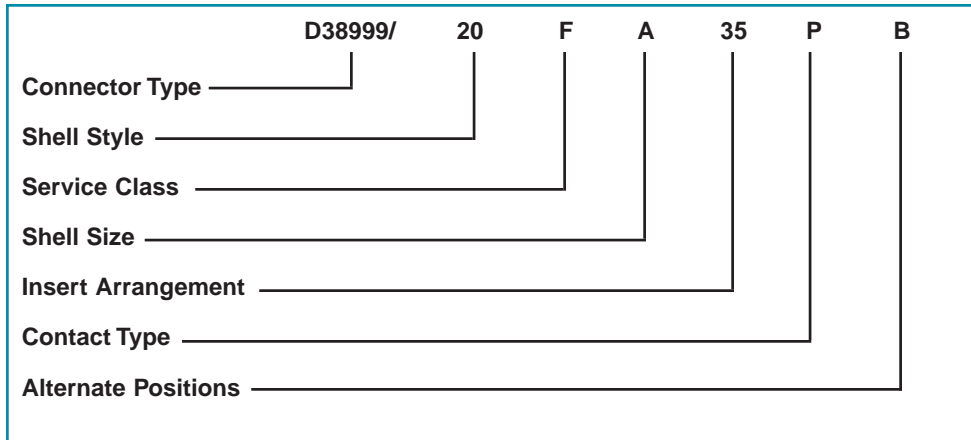 D38999/ 20 F A 35 P B
Connector Type
Shell Style
Service Class
Shell Size
Insert Arrangement
Contact Type
Alternate Positions